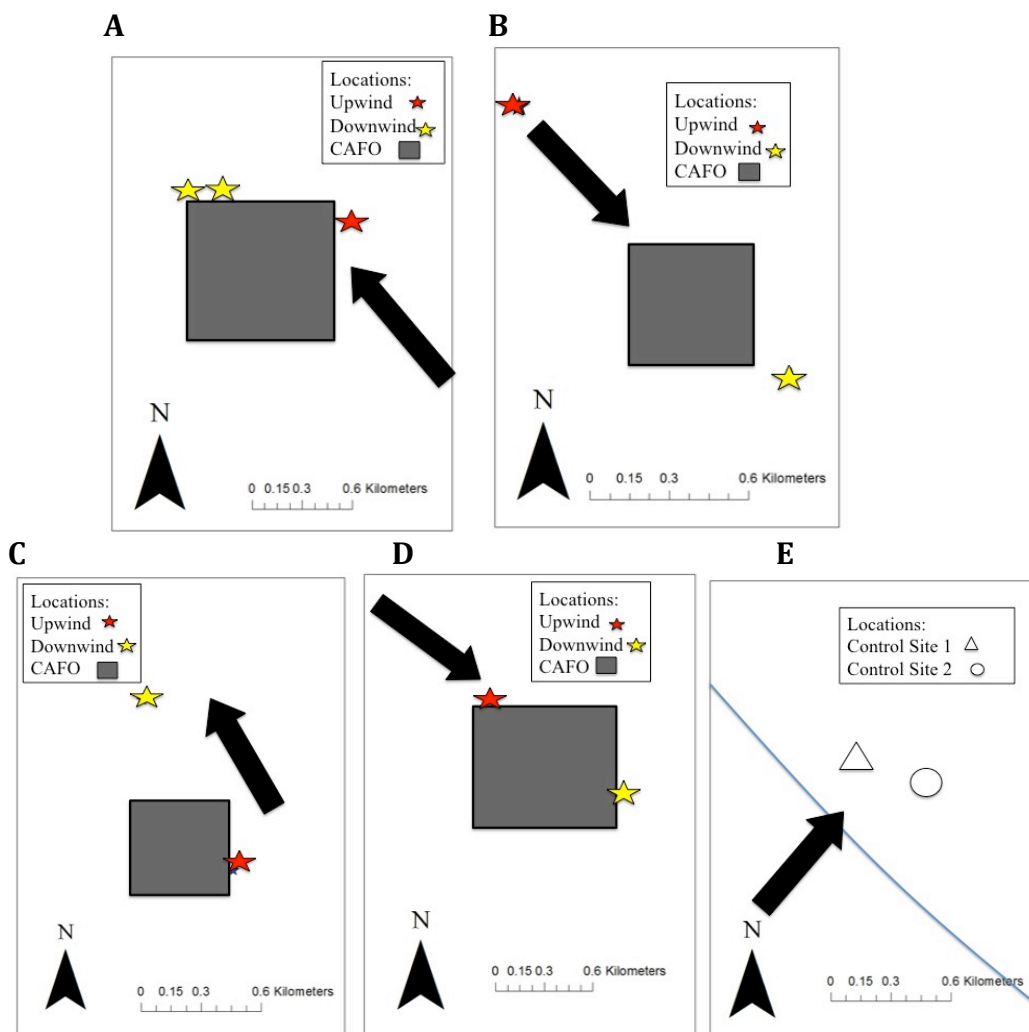 A
Locations:
Upwind
Downwind
CAFO
N
0 0.15 0.3 0.6 Kilometers
B
Locations:
Upwind
Downwind
CAFO
N
0 0.15 0.3 0.6 Kilometers
C
Locations:
Upwind
Downwind
CAFO
N
0 0.15 0.3 0.6 Kilometers
D
Locations:
Upwind
Downwind
CAFO
N
0 0.15 0.3 0.6 Kilometers
E
Locations:
Control Site 1
Control Site 2
N
0 0.15 0.3 0.6 Kilometers